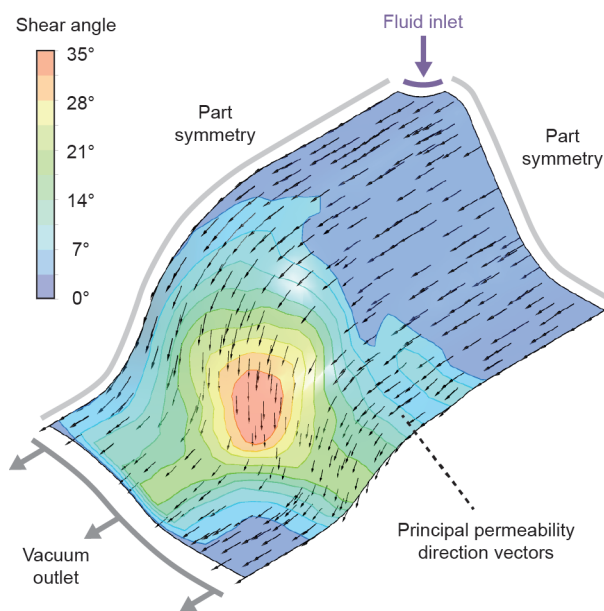 Shear angle
35°
28°
21°
14°
7°
0°
Fluid inlet
Part
symmetry
Part
symmetry
Principal permeability
direction vectors
Vacuum
outlet